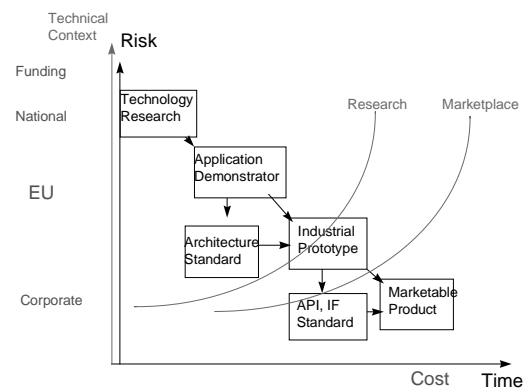 Technical
Context
Risk
Funding
National
Technology
Research
Research
Marketplace
Application
Demonstrator
EU
Architecture
Standard
Industrial
Prototype
Corporate
API, IF
Standard
Marketable
Product
Cost
Time